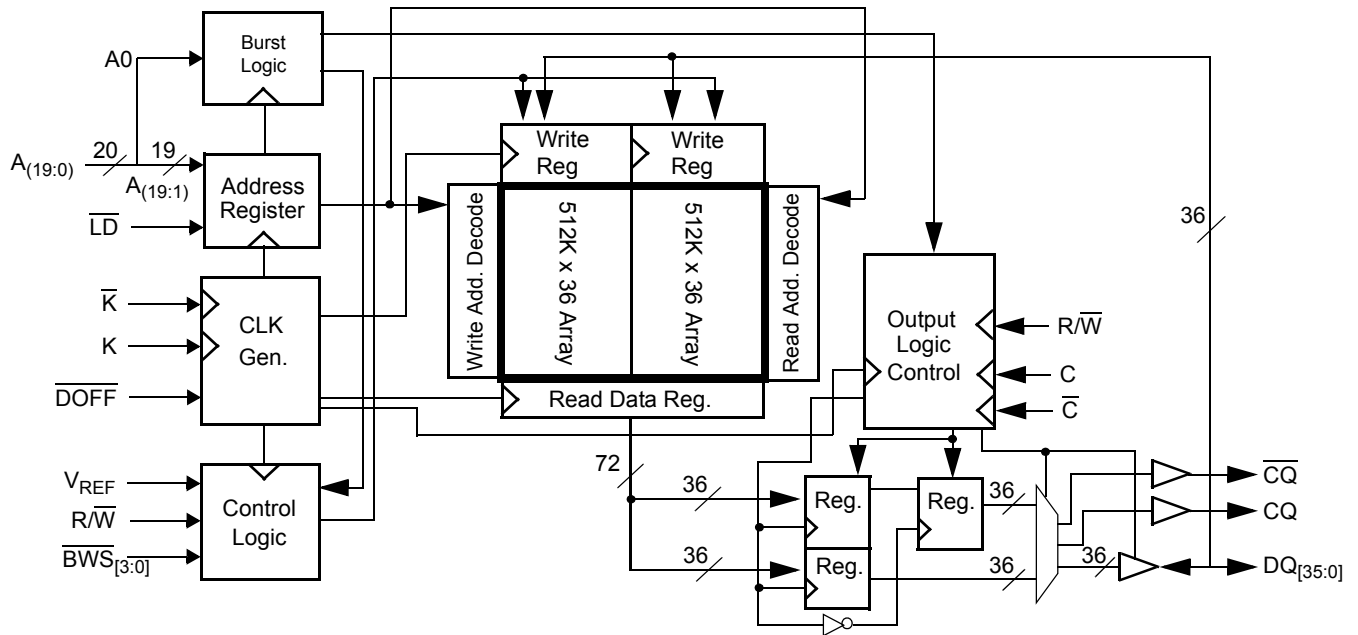 Burst
Logic
A0
20
19
A(19:0)
A(19:1)
Address
Register
LD
K
K
CLK
Gen.
DOFF
VREF
R/W
BWS[3:0]
Control
Logic
Write
Reg
Write
Reg
Write Add. Decode
512K x 36 Array
512K x 36 Array
Read Add. Decode
Read Data Reg.
36
Output
Logic
Control
R/W
C
C
72
36
Reg.
Reg.
36
36
Reg.
36
36
CQ
CQ
DQ[35:0]